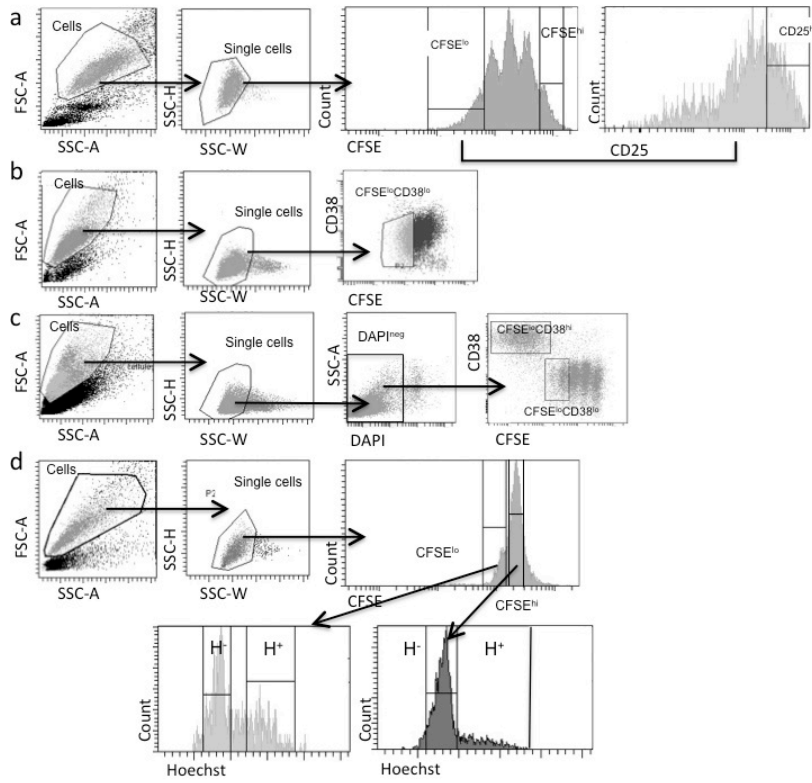 a
Cells
FSC-A
SSC-A
Single cells
SSC-H
SSC-W
Count
CFSEˡᵒ
CFSEʰⁱ
CFSE
Count
CD25
b
Cells
FSC-A
SSC-A
Single cells
SSC-H
SSC-W
CFSEˡᵒCD38ˡᵒ
CD38
CFSE
c
Cells
FSC-A
SSC-A
Single cells
SSC-H
SSC-W
DAPIⁿᵉᵍ
SSC-A
DAPI
CD38
CFSEˡᵒCD38ʰⁱ
CFSEˡᵒCD38ˡᵒ
CFSE
d
Cells
FSC-A
SSC-A
P2
Single cells
SSC-H
SSC-W
Count
CFSEˡᵒ
CFSE
CFSEʰⁱ
H⁻
H⁺
Count
Hoechst
H⁻
H⁺
Count
Hoechst